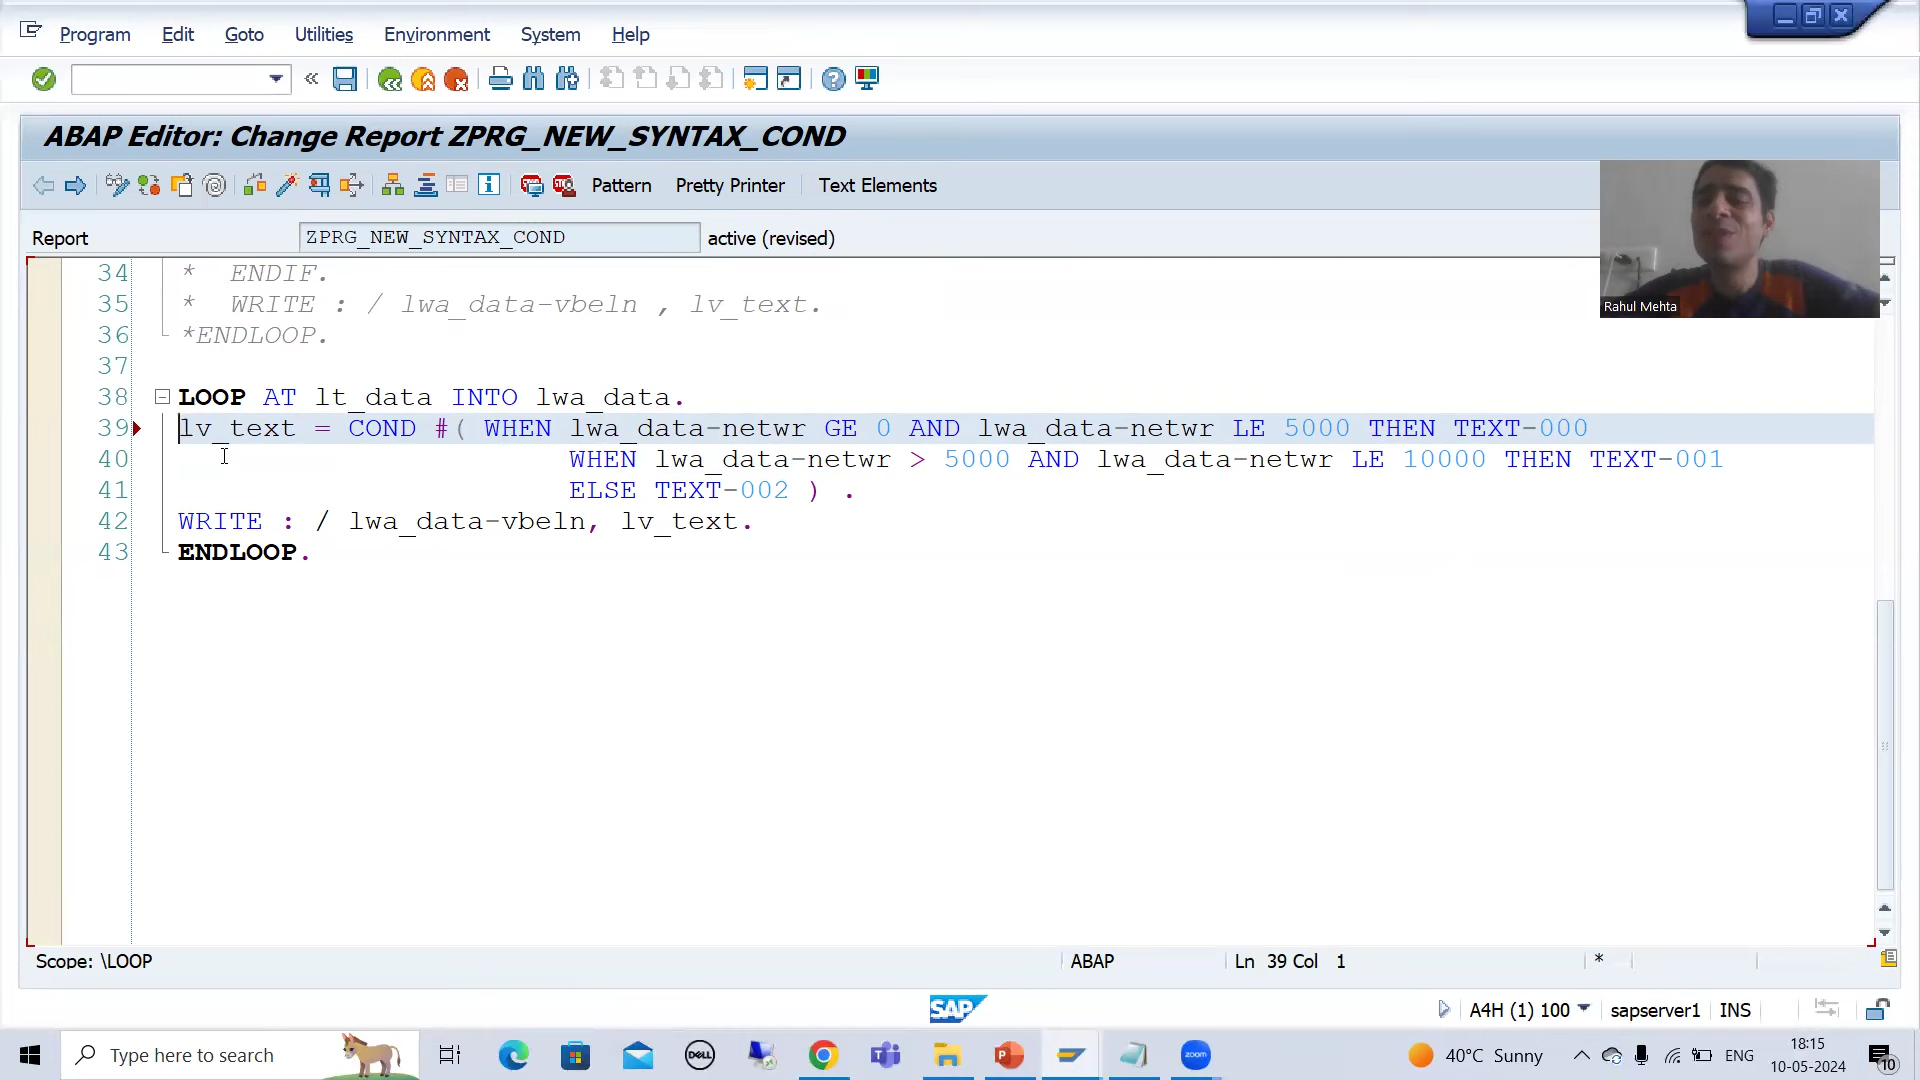 Program Edit Goto Utilities Environment System Help
ABAP Editor: Change Report ZPRG_NEW_SYNTAX_COND
Pattern Pretty Printer Text Elements
Report ZPRG_NEW_SYNTAX_COND active (revised)
Rahul Mehta
34 * ENDIF.
35 * WRITE : / lwa_data-vbeln , lv_text.
36 *ENDLOOP.
37
38 LOOP AT lt_data INTO lwa_data.
39 lv_text = COND #( WHEN lwa_data-netwr GE 0 AND lwa_data-netwr LE 5000 THEN TEXT-000
40 WHEN lwa_data-netwr > 5000 AND lwa_data-netwr LE 10000 THEN TEXT-001
41 ELSE TEXT-002 ) .
42 WRITE : / lwa_data-vbeln, lv_text.
43 ENDLOOP.
Scope: \LOOP ABAP Ln 39 Col 1 *
SAP A4H (1) 100 sapserver1 INS
Type here to search DELL zoom 40°C Sunny ENG 18:15
10-05-2024 10